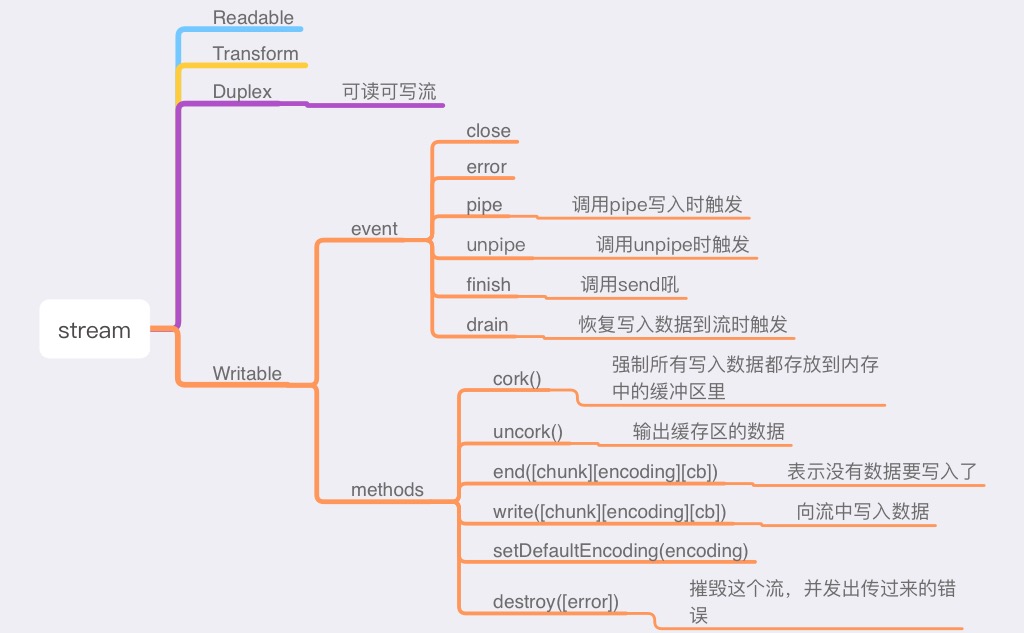 Readable
Transform
Duplex
可读可写流
close
error
pipe
调用pipe写入时触发
event
unpipe
调用unpipe时触发
finish
调用send吼
drain
恢复写入数据到流时触发
stream
Writable
cork()
强制所有写入数据都存放到内存
中的缓冲区里
uncork()
输出缓存区的数据
end([chunk][encoding][cb])
表示没有数据要写入了
methods
write([chunk][encoding][cb])
向流中写入数据
setDefaultEncoding(encoding)
destroy([error])
摧毁这个流，并发出传过来的错
误